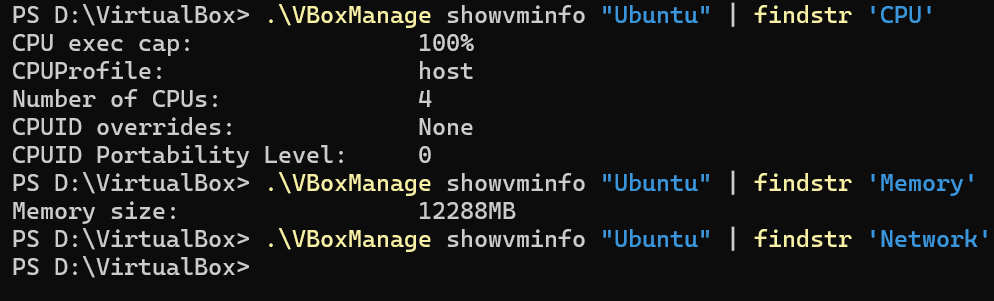 PS D:\VirtualBox> .\VBoxManage showvminfo "Ubuntu" | findstr 'CPU'
CPU exec cap:                100%
CPUProfile:                  host
Number of CPUs:              4
CPUID overrides:             None
CPUID Portability Level:     0
PS D:\VirtualBox> .\VBoxManage showvminfo "Ubuntu" | findstr 'Memory'
Memory size:                 12288MB
PS D:\VirtualBox> .\VBoxManage showvminfo "Ubuntu" | findstr 'Network'
PS D:\VirtualBox>